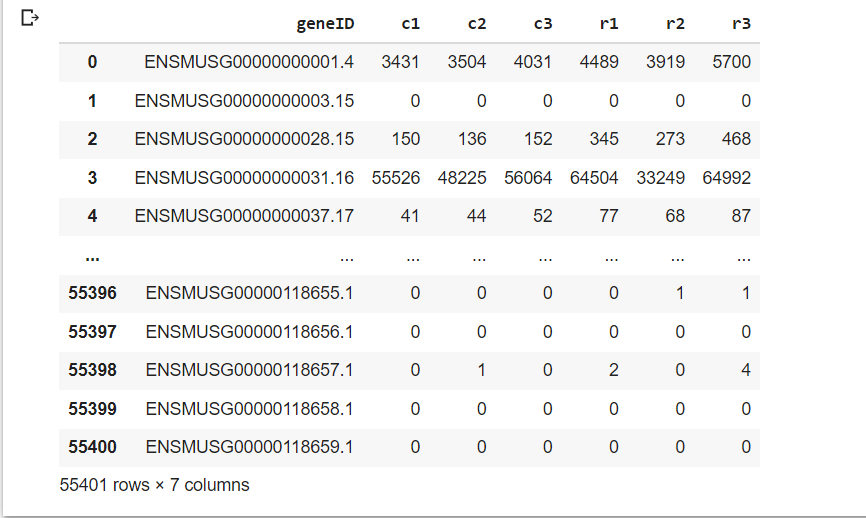 geneID c1 c2 c3 r1 r2 r3
0 ENSMUSG00000000001.4 3431 3504 4031 4489 3919 5700
1 ENSMUSG00000000003.15 0 0 0 0 0 0
2 ENSMUSG00000000028.15 150 136 152 345 273 468
3 ENSMUSG00000000031.16 55526 48225 56064 64504 33249 64992
4 ENSMUSG00000000037.17 41 44 52 77 68 87
... ... ... ... ... ... ... ...
55396 ENSMUSG00000118655.1 0 0 0 0 1 1
55397 ENSMUSG00000118656.1 0 0 0 0 0 0
55398 ENSMUSG00000118657.1 0 1 0 2 0 4
55399 ENSMUSG00000118658.1 0 0 0 0 0 0
55400 ENSMUSG00000118659.1 0 0 0 0 0 0
55401 rows × 7 columns